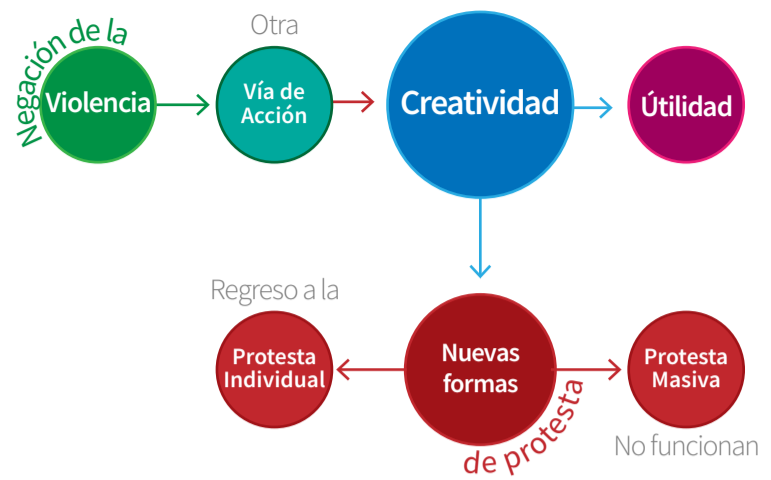 Negación de la
Violencia
Otra
Vía de
Acción
Creatividad
Útilidad
Regreso a la
Protesta
Individual
Nuevas
formas
de protesta
Protesta
Masiva
No funcionan